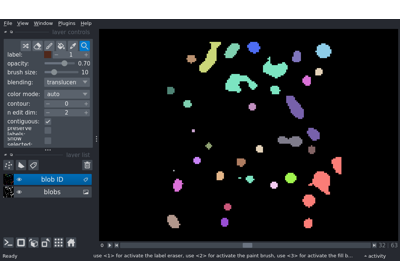 File View Window Plugins Help
layer controls
label: 1
opacity: 0.70
brush size: 10
blending: translucen
color mode: auto
contour: 0
n edit dim: 2
contiguous: ✓
preserve labels:
show selected:
layer list
blob ID
blobs
0 32 63
Ready use <1> for activate the label eraser, use <2> for activate the paint brush, use <3> for activate the fill b... activity